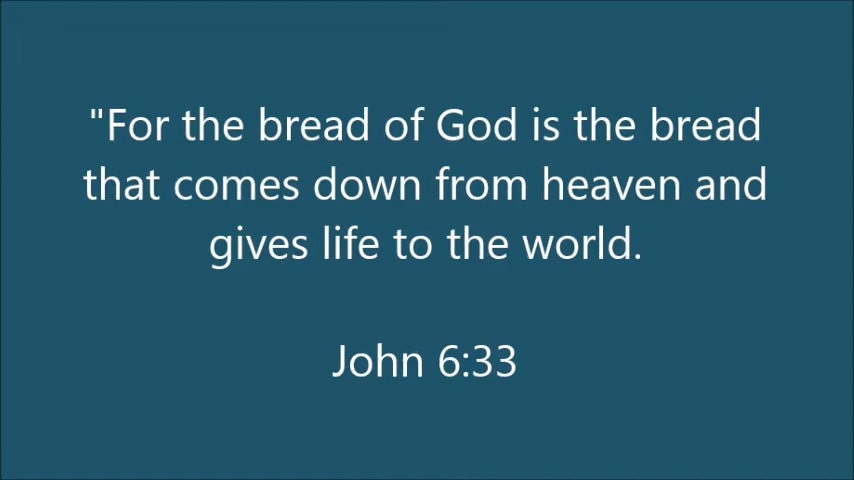 "For the bread of God is the bread
that comes down from heaven and
gives life to the world.
John 6:33